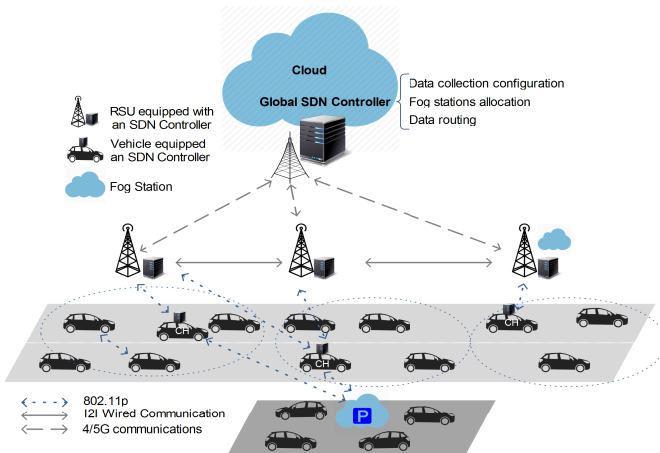 Cloud
Global SDN Controller
Data collection configuration
Fog stations allocation
Data routing
RSU equipped with
an SDN Controller
Vehicle equipped
an SDN Controller
Fog Station
CH
CH
CH
P
802.11p
I2I Wired Communication
4/5G communications